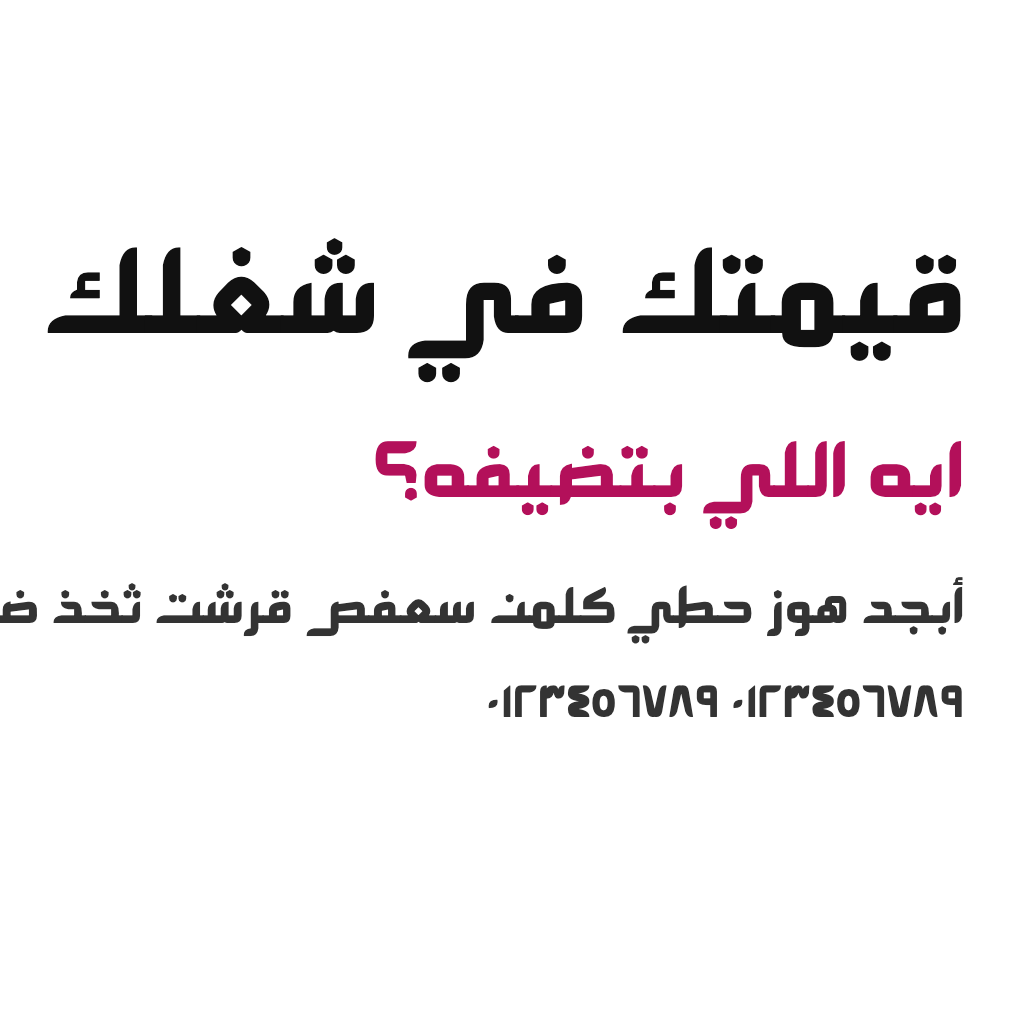 قيمتك في شغلك
ايه اللي بتضيفه؟
أبجد هوز حطي كلمن سعفص قرشت ثخذ ض
٠١٢٣٤٥٦٧٨٩ ٠١٢٣٤٥٦٧٨٩